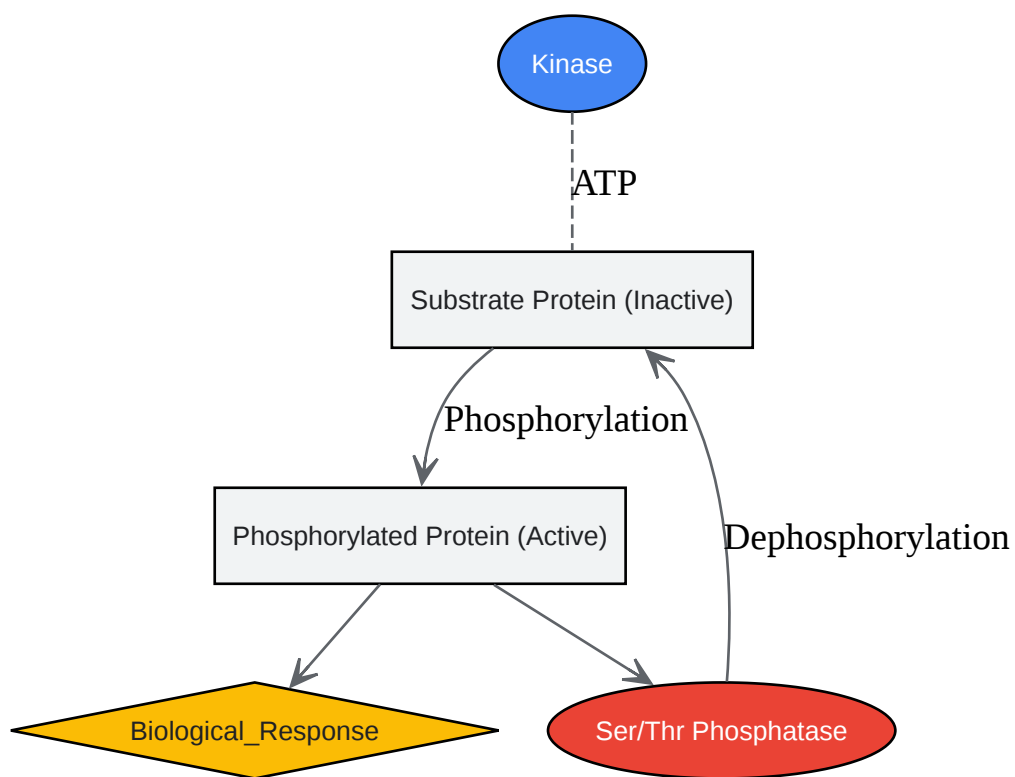 Kinase
ATP
Substrate Protein (Inactive)
Phosphorylation
Phosphorylated Protein (Active)
Dephosphorylation
Biological_Response
Ser/Thr Phosphatase